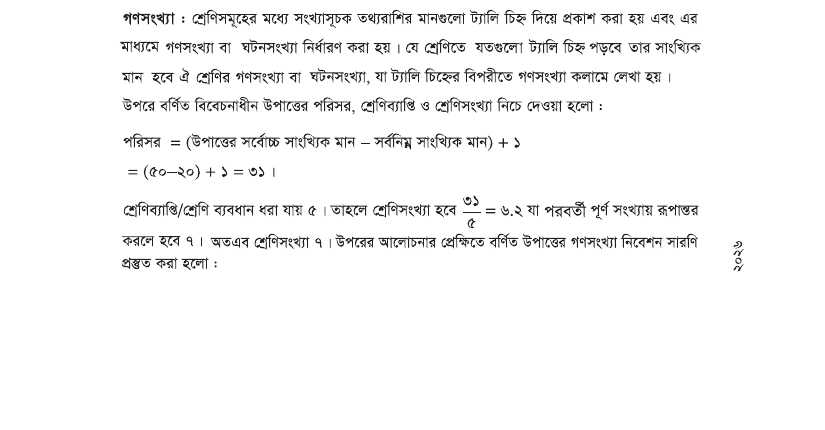 গণসংখ্যা : শ্রেণিসমূহের মধ্যে সংখ্যাসূচক তথ্যরাশির মানগুলো ট্যালি চিহ্ন দিয়ে প্রকাশ করা হয় এবং এর
মাধ্যমে গণসংখ্যা বা ঘটনসংখ্যা নির্ধারণ করা হয় । যে শ্রেণিতে যতগুলো ট্যালি চিহ্ন পড়বে তার সাংখ্যিক
মান হবে ঐ শ্রেণির গণসংখ্যা বা ঘটনসংখ্যা, যা ট্যালি চিহ্নের বিপরীতে গণসংখ্যা কলামে লেখা হয় ।
উপরে বর্ণিত বিবেচনাধীন উপাত্তের পরিসর, শ্রেণিব্যাপ্তি ও শ্রেণিসংখ্যা নিচে দেওয়া হলো :
পরিসর = (উপাত্তের সর্বোচ্চ সাংখ্যিক মান – সর্বনিম্ন সাংখ্যিক মান) + ১
= (৫০–২০) + ১ = ৩১ ।
শ্রেণিব্যাপ্তি/শ্রেণি ব্যবধান ধরা যায় ৫ । তাহলে শ্রেণিসংখ্যা হবে ৩১/৫ = ৬.২ যা পরবর্তী পূর্ণ সংখ্যায় রূপান্তর
করলে হবে ৭ । অতএব শ্রেণিসংখ্যা ৭ । উপরের আলোচনার প্রেক্ষিতে বর্ণিত উপাত্তের গণসংখ্যা নিবেশন সারণি
প্রস্তুত করা হলো :
২০২৬